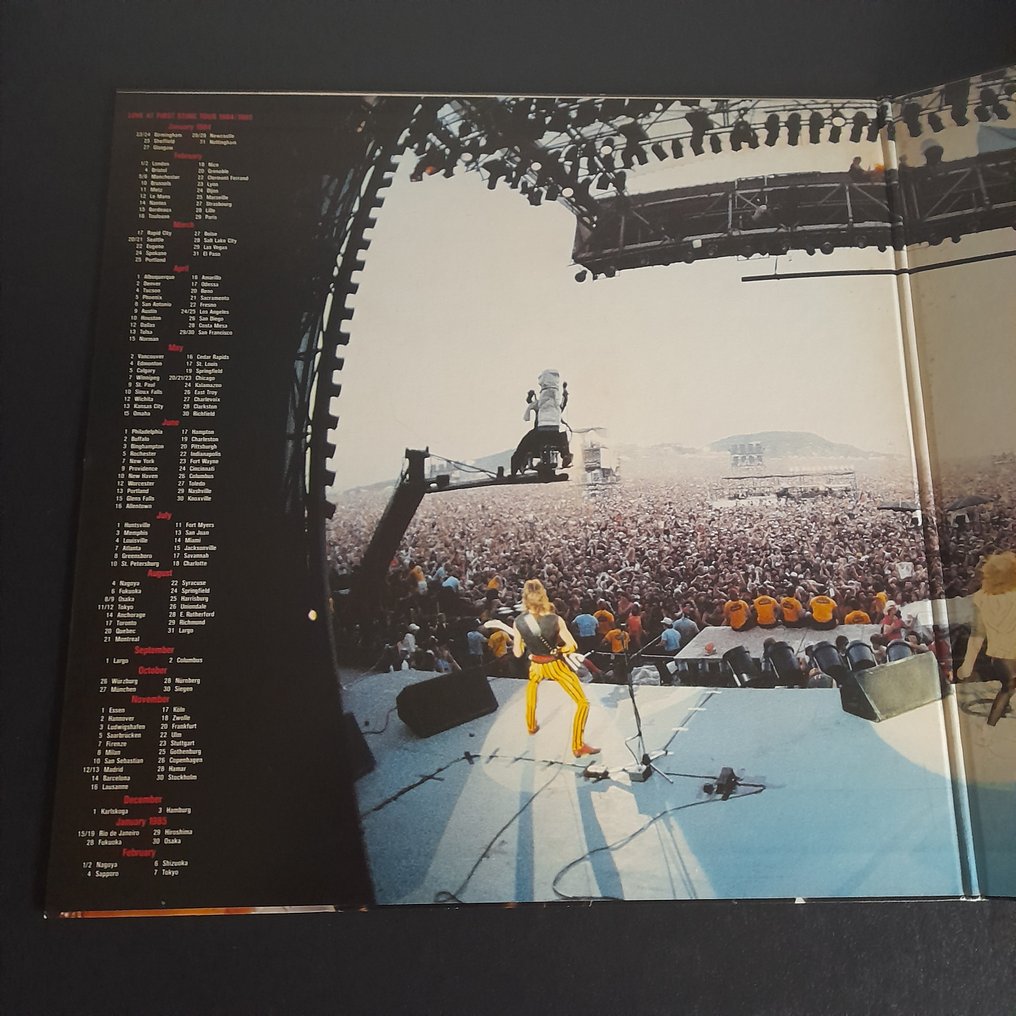 LOVE AT FIRST STING TOUR 1984/1985
January 1984
23/24 Birmingham 28/29 Newcastle
25 Sheffield 31 Nottingham
27 Glasgow
February
1/2 London 18 Nice
4 Bristol 20 Grenoble
5/6 Manchester 22 Clermont Ferrand
10 Brussels 23 Lyon
11 Metz 24 Dijon
12 Le Mans 25 Marseille
14 Nantes 27 Strasbourg
15 Bordeaux 28 Lille
16 Toulouse 29 Paris
March
17 Rapid City 27 Boise
20/21 Seattle 28 Salt Lake City
22 Eugene 29 Las Vegas
24 Spokane 31 El Paso
25 Portland
April
1 Albuquerque 16 Amarillo
2 Denver 17 Odessa
4 Tucson 20 Reno
5 Phoenix 21 Sacramento
8 San Antonio 22 Fresno
9 Austin 24/25 Los Angeles
10 Houston 26 San Diego
12 Dallas 28 Costa Mesa
13 Tulsa 29/30 San Francisco
15 Norman
May
2 Vancouver 16 Cedar Rapids
4 Edmonton 17 St. Louis
5 Calgary 19 Springfield
7 Winnipeg 20/21/23 Chicago
9 St. Paul 24 Kalamazoo
10 Sioux Falls 26 East Troy
12 Wichita 27 Charlevoix
13 Kansas City 28 Clarkston
15 Omaha 30 Richfield
June
1 Philadelphia 17 Hampton
2 Buffalo 19 Charleston
3 Binghampton 20 Pittsburgh
5 Rochester 22 Indianapolis
7 New York 23 Fort Wayne
9 Providence 24 Cincinnati
10 New Haven 26 Columbus
12 Worcester 27 Toledo
13 Portland 29 Nashville
15 Glens Falls 30 Knoxville
16 Allentown
July
1 Huntsville 11 Fort Myers
3 Memphis 13 San Juan
4 Louisville 14 Miami
7 Atlanta 15 Jacksonville
8 Greensboro 17 Savannah
10 St. Petersburg 18 Charlotte
August
4 Nagoya 22 Syracuse
6 Fukuoka 24 Springfield
8/9 Osaka 25 Harrisburg
11/12 Tokyo 26 Uniondale
14 Anchorage 28 E. Rutherford
17 Toronto 29 Richmond
20 Quebec 31 Largo
21 Montreal
September
1 Largo 2 Columbus
October
26 Würzburg 28 Nürnberg
27 München 30 Siegen
November
1 Essen 17 Köln
2 Hannover 18 Zwolle
3 Ludwigshafen 20 Frankfurt
5 Saarbrücken 22 Ulm
7 Firenze 23 Stuttgart
8 Milan 25 Gothenburg
10 San Sebastian 26 Copenhagen
12/13 Madrid 28 Hamar
14 Barcelona 30 Stockholm
16 Lausanne
December
1 Karlskoga 3 Hamburg
January 1985
15/19 Rio de Janeiro 29 Hiroshima
28 Fukuoka 30 Osaka
February
1/2 Nagoya 6 Shizuoka
4 Sapporo 7 Tokyo